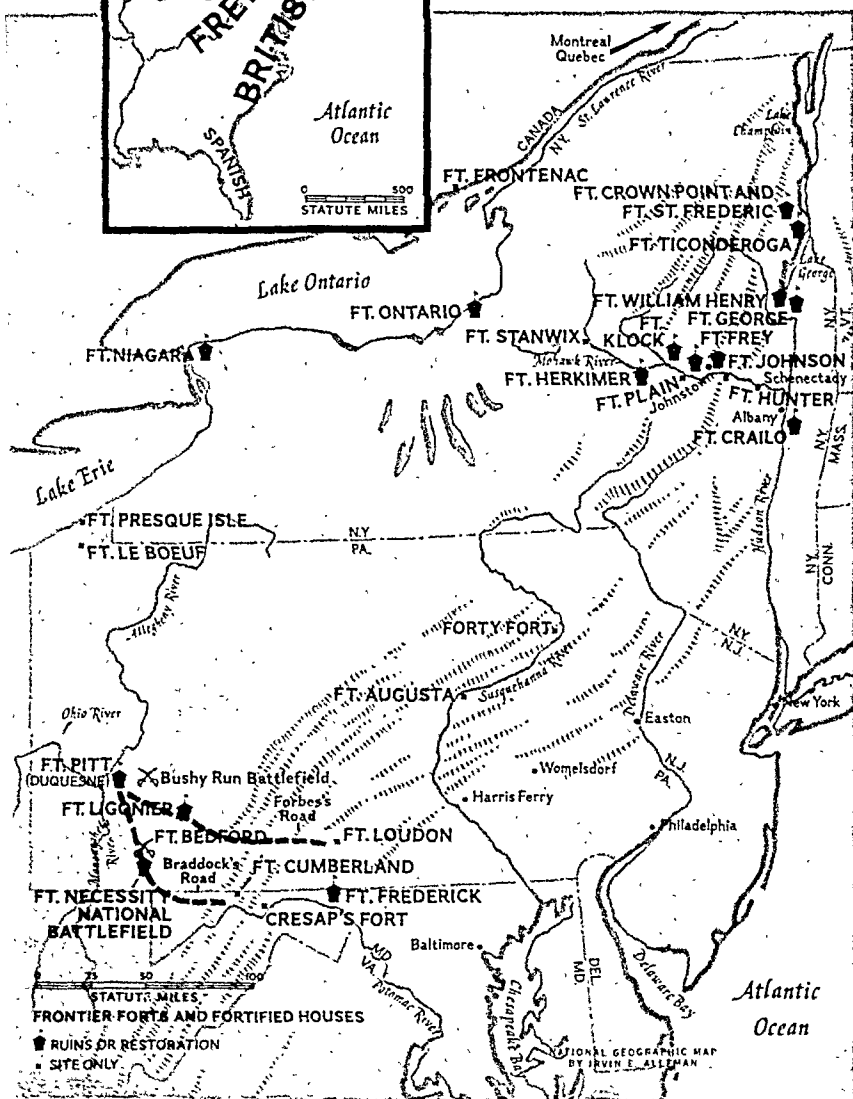 BRITIS
SPANISH
Atlantic
Ocean
0 500
STATUTE MILES
Montreal
Quebec
CANADA
N.Y.
St. Lawrence River
Lake
Champlain
FT. FRONTENAC
FT. CROWN POINT AND
FT. ST. FREDERIC
FT. TICONDEROGA
Lake
George
Lake Ontario
FT. ONTARIO
FT. WILLIAM HENRY
FT. GEORGE
N.Y.
VT.
FT. STANWIX
FT.
KLOCK
FT. FREY
FT. NIAGARA
Mohawk River
FT. JOHNSON
FT. HERKIMER
Schenectady
FT. PLAIN
Johnstown
FT. HUNTER
Albany
FT. CRAILO
N.Y.
MASS.
Lake Erie
Hudson River
FT. PRESQUE ISLE
N.Y.
PA.
FT. LE BOEUF
N.Y.
CONN.
Allegheny River
FORTY FORT
N.Y.
N.J.
Susquehanna River
Delaware River
FT. AUGUSTA
New York
Ohio River
Easton
FT. PITT
(DUQUESNE)
Bushy Run Battlefield
Womelsdorf
N.J.
PA.
Harris Ferry
FT. LIGONIER
Forbes's
Road
Philadelphia
FT. BEDFORD
FT. LOUDON
River
Braddock's
Road
FT. CUMBERLAND
FT. NECESSITY
NATIONAL
BATTLEFIELD
FT. FREDERICK
CRESAP'S FORT
Baltimore
MD.
VA.
Potomac River
DEL.
MD.
Delaware Bay
Chesapeake Bay
Atlantic
Ocean
0 25 50 100
STATUTE MILES
FRONTIER FORTS AND FORTIFIED HOUSES
RUINS OR RESTORATION
SITE ONLY
NATIONAL GEOGRAPHIC MAP
BY IRVIN E. ALLEMAN